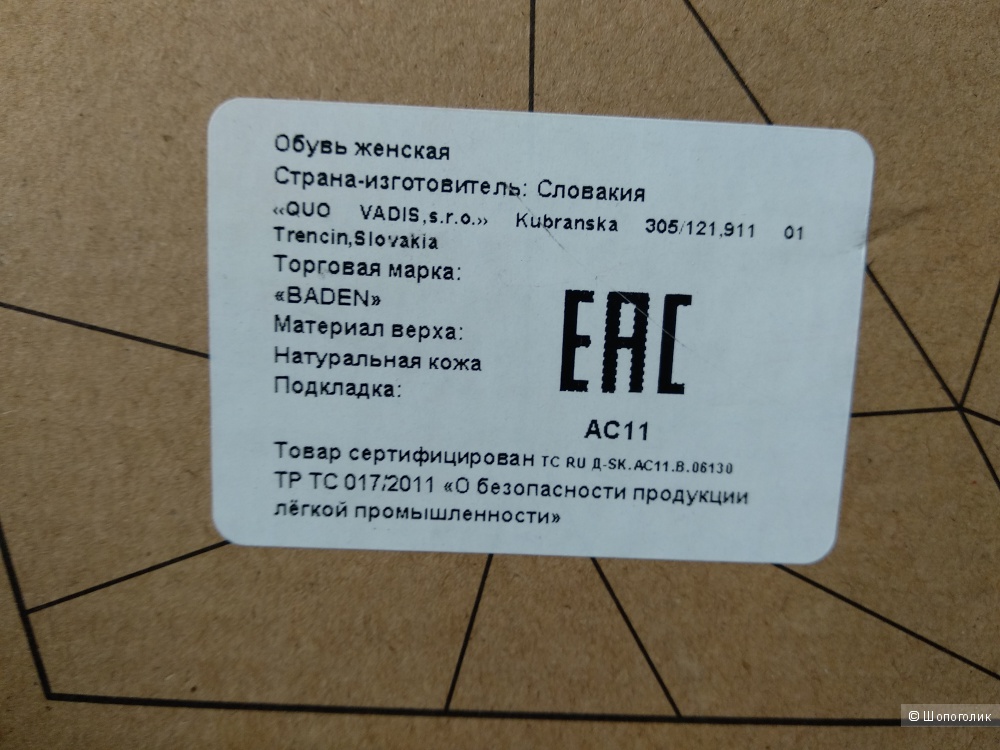 Обувь женская
Страна-изготовитель: Словакия
«QUO VADIS,s.r.o.» Kubranska 305/121,911 01
Trencin,Slovakia
Торговая марка:
«BADEN»
Материал верха:
Натуральная кожа
Подкладка:
EAC
АС11
Товар сертифицирован ТС RU Д-SK.АС11.В.06130
ТР ТС 017/2011 «О безопасности продукции
лёгкой промышленности»
© Шопоголик